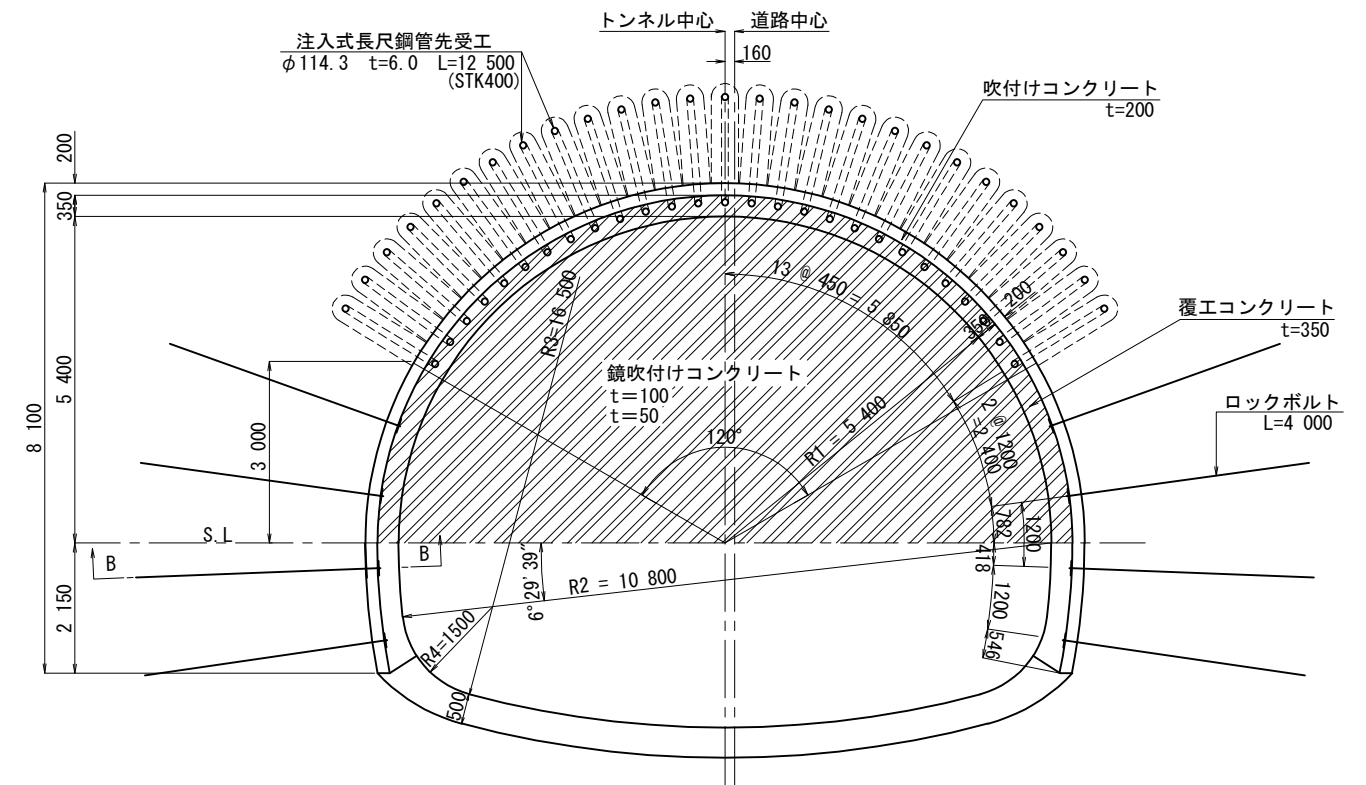 トンネル中心
道路中心
160
注入式長尺鋼管先受工
φ114.3 t=6.0 L=12 500
(STK400)
吹付けコンクリート
t=200
200
350
5 400
8 100
3 000
2 150
13 @ 450 = 5 850
200
350
覆工コンクリート
t=350
R3=16 500
鏡吹付けコンクリート
t=100
t=50
120°
R1 = 5 400
2 @ 1200
=2 400
ロックボルト
L=4 000
S.L
B
B
782
1200
418
6°26'39"
R2 = 10 800
1200
546
R4=1500
500